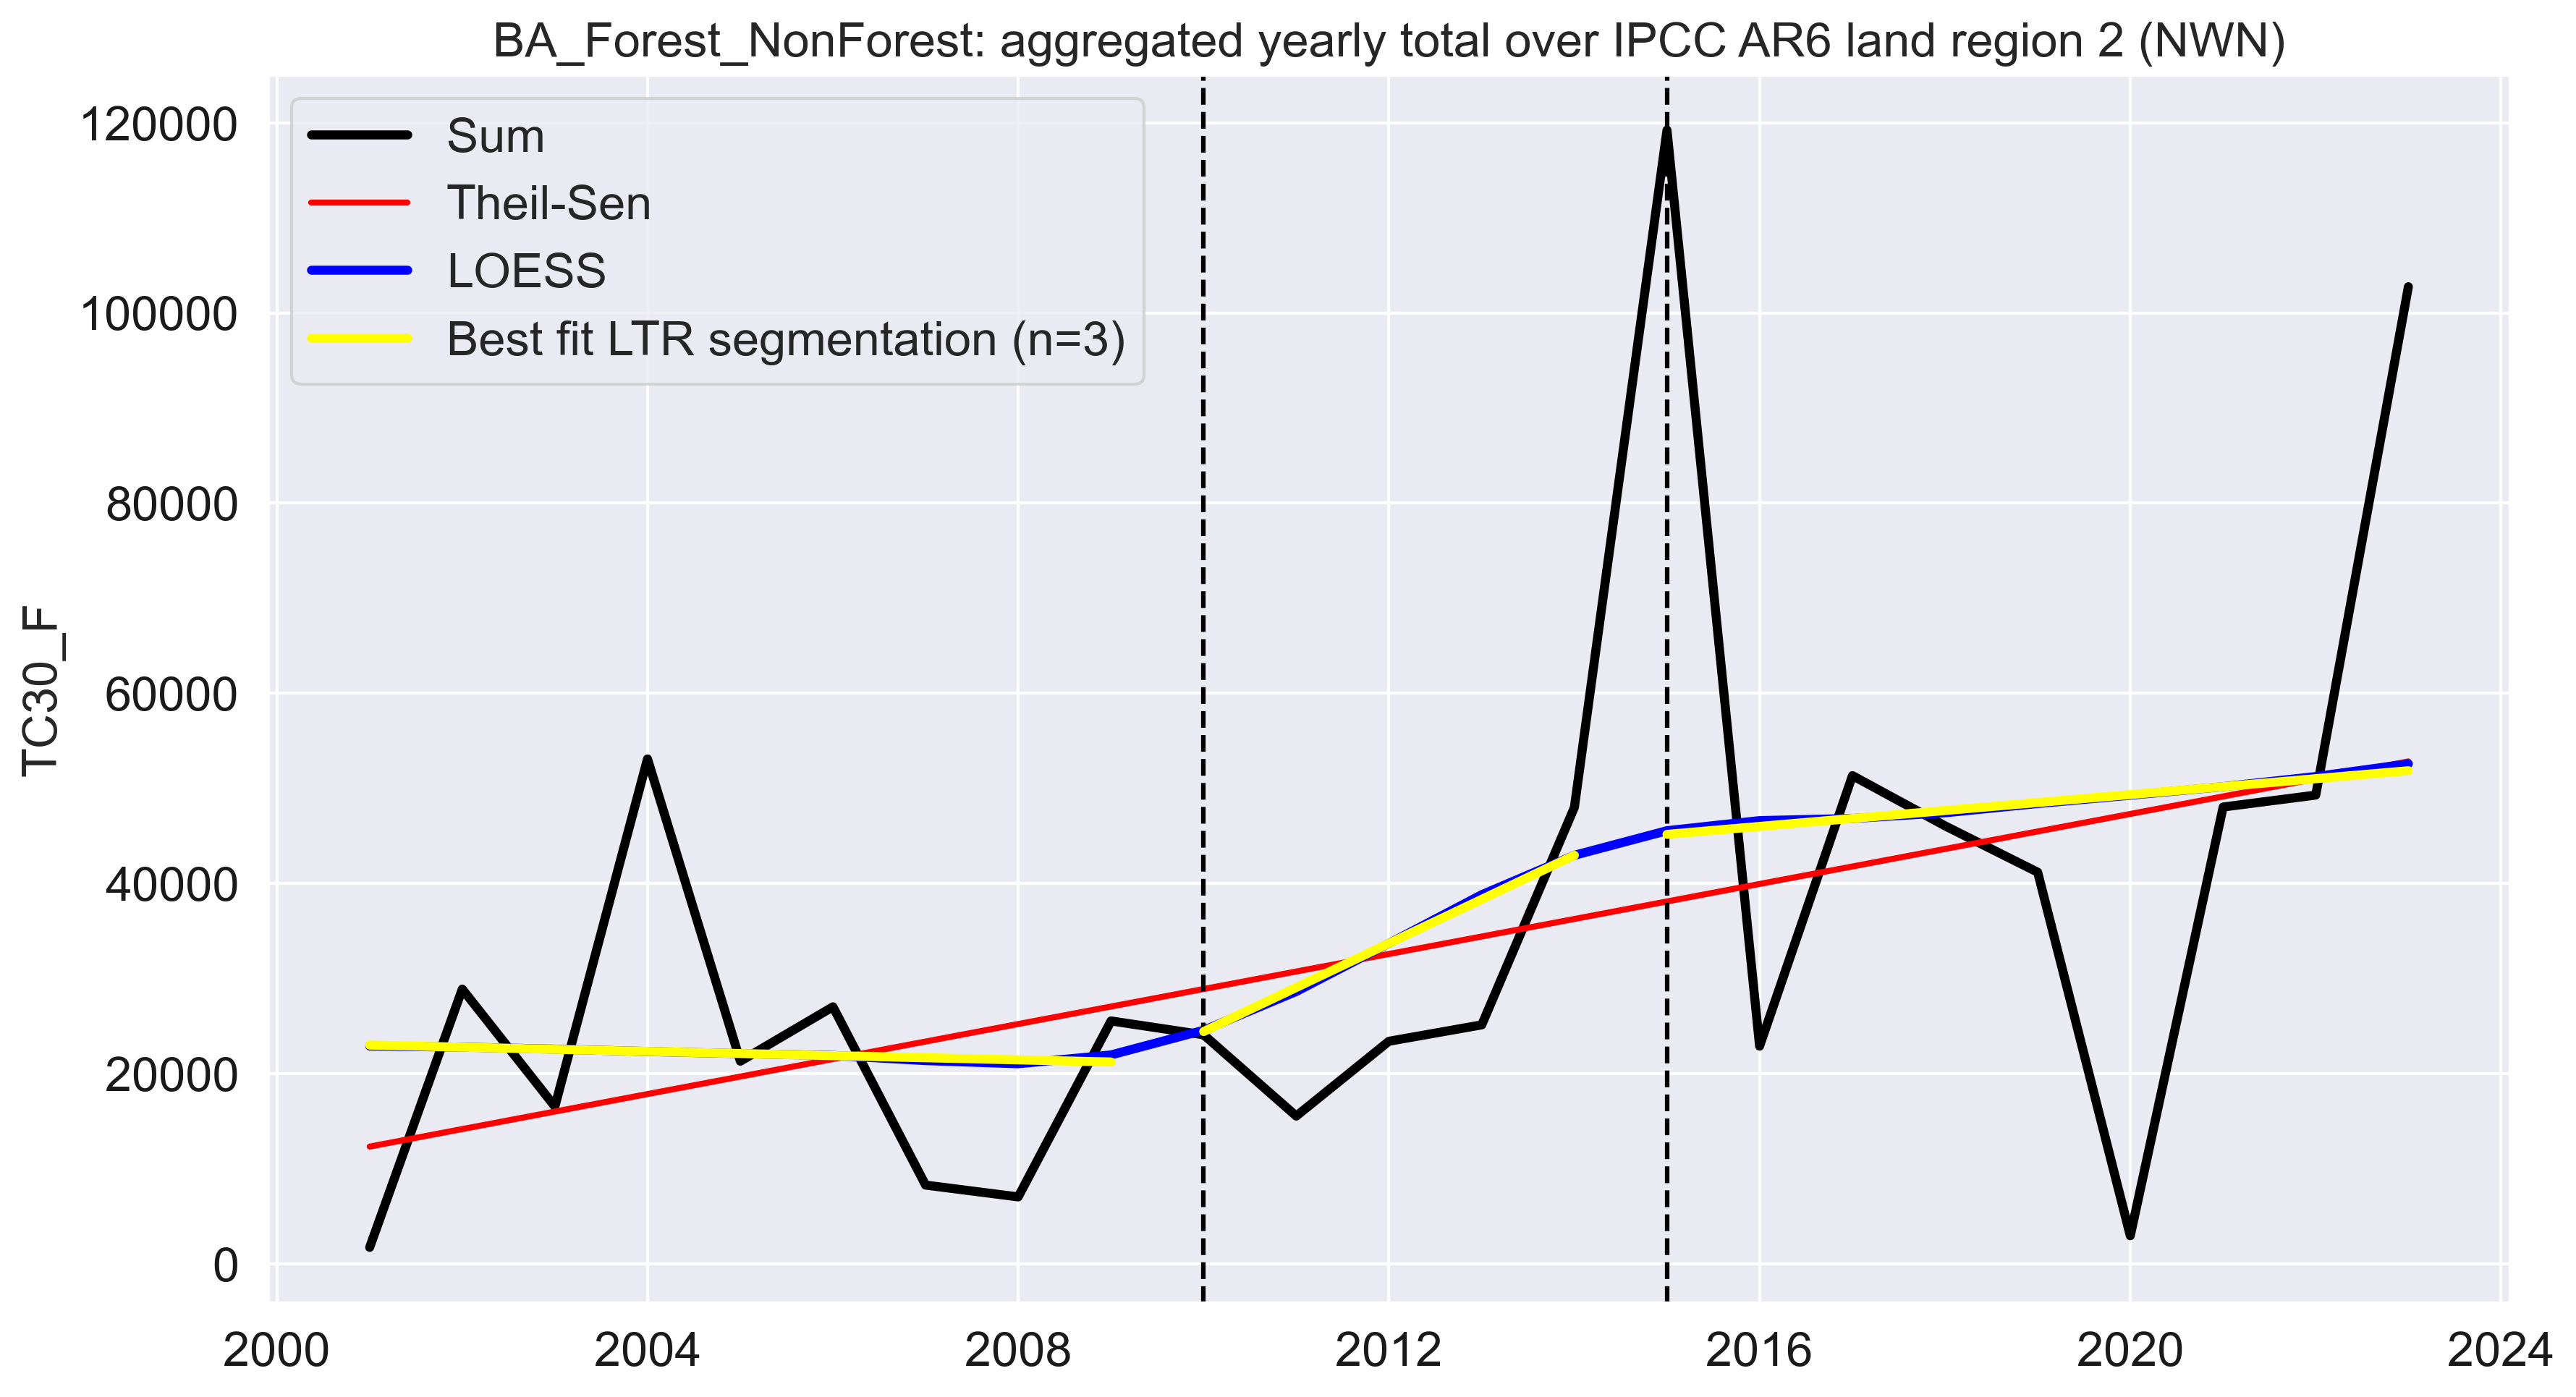 BA_Forest_NonForest: aggregated yearly total over IPCC AR6 land region 2 (NWN)
Sum
Theil-Sen
LOESS
Best fit LTR segmentation (n=3)
TC30_F
120000
100000
80000
60000
40000
20000
0
2000
2004
2008
2012
2016
2020
2024